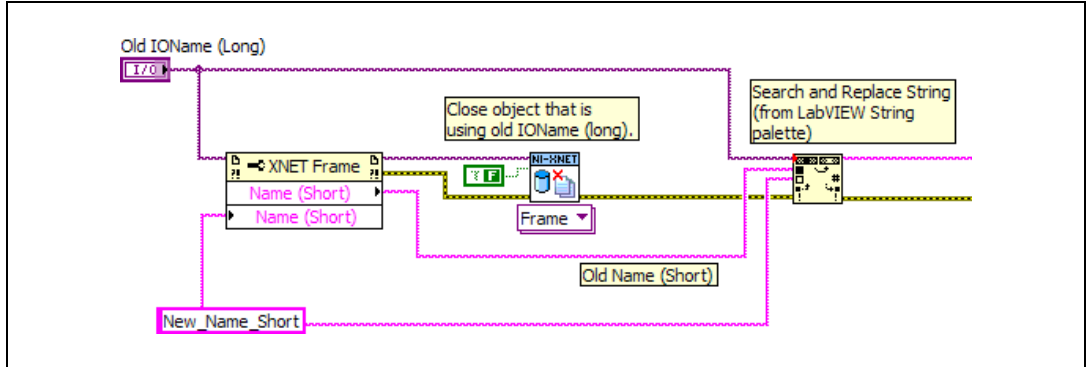 Old IOName (Long)
I/O
Search and Replace String
(from LabVIEW String
palette)
Close object that is
using old IOName (long).
NI-XNET
XNET Frame
?!
?!
Name (Short)
Name (Short)
? F
Frame
#
Old Name (Short)
New_Name_Short